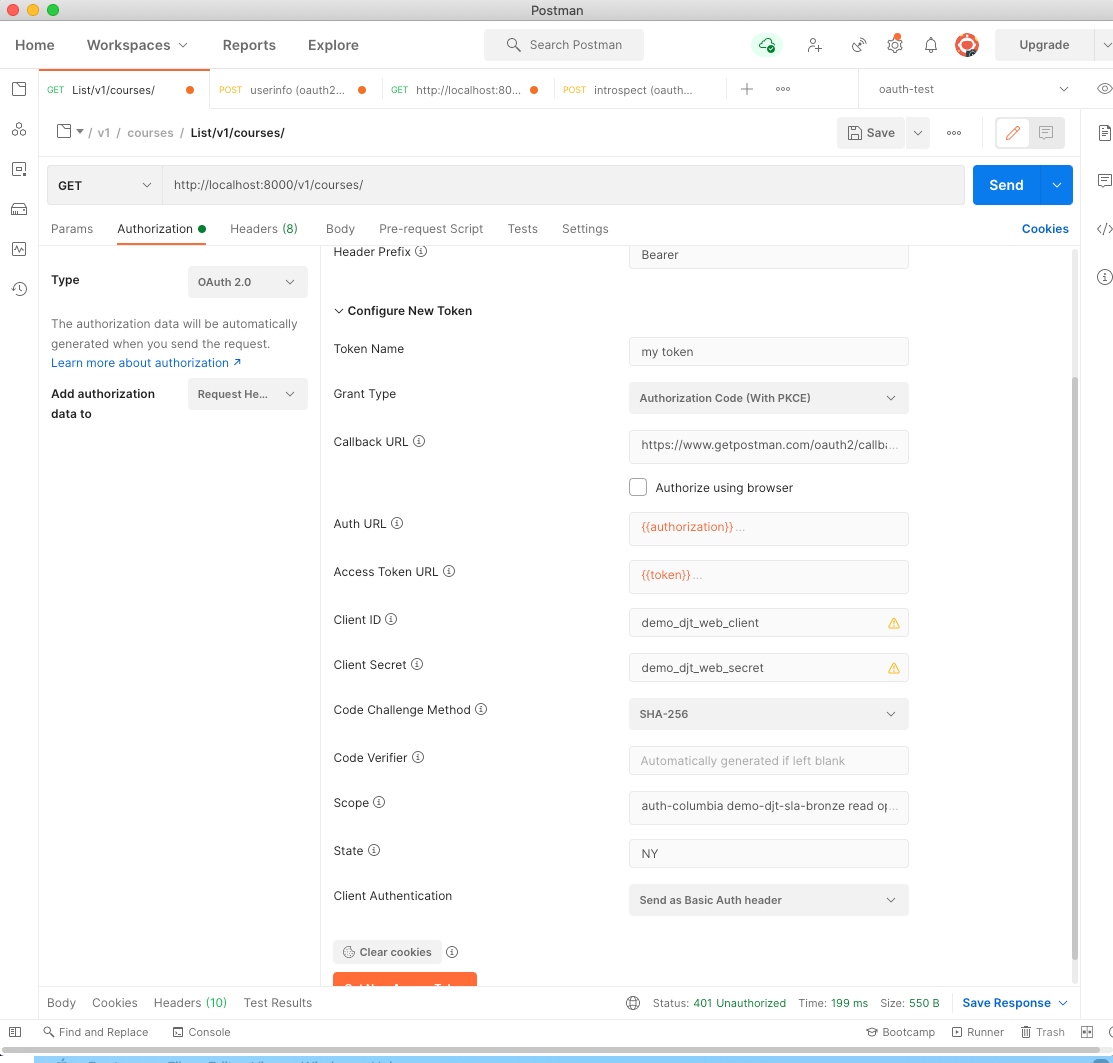 Postman
Home Workspaces Reports Explore Search Postman Upgrade
GET List/v1/courses/ POST userinfo (oauth2... GET http://localhost:80... POST introspect (oauth... oauth-test
/ v1 / courses / List/v1/courses/ Save
GET http://localhost:8000/v1/courses/ Send
Params Authorization Headers (8) Body Pre-request Script Tests Settings Cookies
Header Prefix Bearer
Type OAuth 2.0
The authorization data will be automatically
generated when you send the request.
Learn more about authorization ↗
Add authorization
data to
Request He...
Configure New Token
Token Name my token
Grant Type Authorization Code (With PKCE)
Callback URL https://www.getpostman.com/oauth2/callba...
Authorize using browser
Auth URL {{authorization}}...
Access Token URL {{token}}...
Client ID demo_djt_web_client
Client Secret demo_djt_web_secret
Code Challenge Method SHA-256
Code Verifier Automatically generated if left blank
Scope auth-columbia demo-djt-sla-bronze read op...
State NY
Client Authentication Send as Basic Auth header
Clear cookies
Get New Access Token
Body Cookies Headers (10) Test Results Status: 401 Unauthorized Time: 199 ms Size: 550 B Save Response
Find and Replace Console Bootcamp Runner Trash